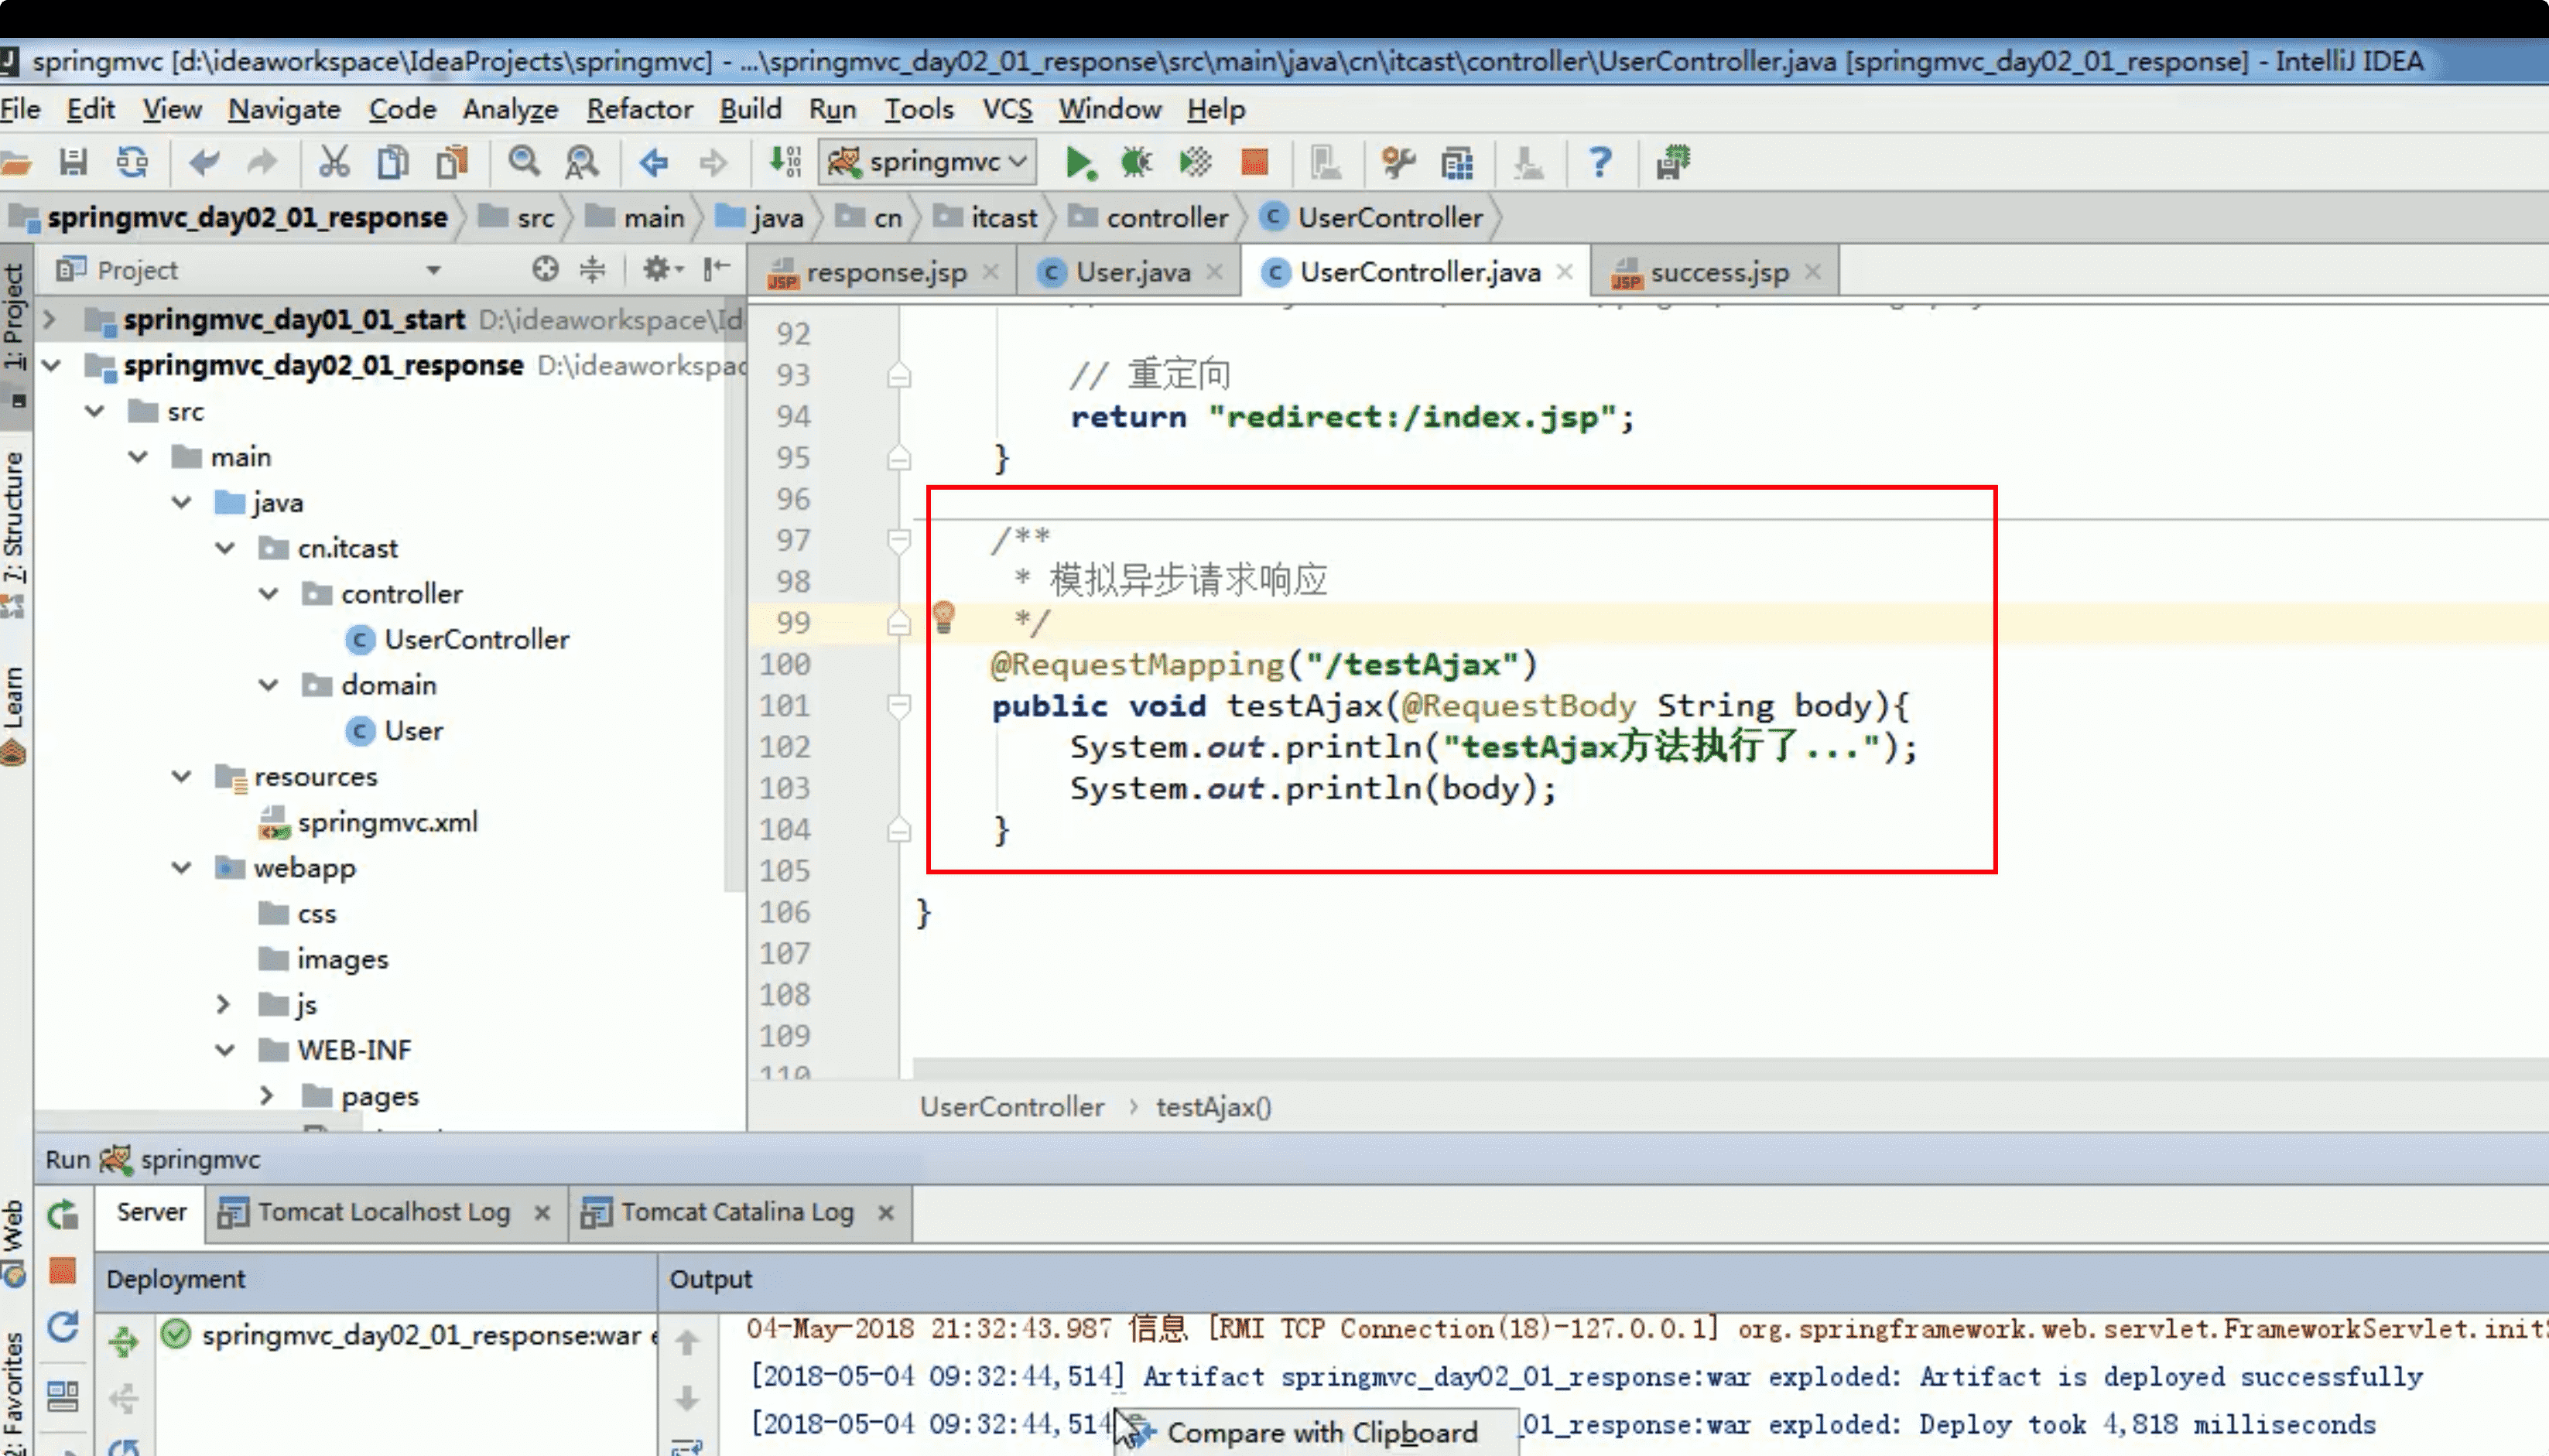 springmvc [d:\ideaworkspace\IdeaProjects\springmvc] - ...\springmvc_day02_01_response\src\main\java\cn\itcast\controller\UserController.java [springmvc_day02_01_response] - IntelliJ IDEA
File Edit View Navigate Code Analyze Refactor Build Run Tools VCS Window Help
springmvc
springmvc_day02_01_response src main java cn itcast controller UserController
Project
response.jsp User.java UserController.java success.jsp
1: Project
7: Structure
Learn
Web
2: Favorites
springmvc_day01_01_start D:\ideaworkspace\Id
springmvc_day02_01_response D:\ideaworkspac
src
main
java
cn.itcast
controller
UserController
domain
User
resources
springmvc.xml
webapp
css
images
js
WEB-INF
pages
92
93 // 重定向
94 return "redirect:/index.jsp";
95 }
96
97 /**
98 * 模拟异步请求响应
99 */
100 @RequestMapping("/testAjax")
101 public void testAjax(@RequestBody String body){
102 System.out.println("testAjax方法执行了...");
103 System.out.println(body);
104 }
105
106 }
107
108
109
110
UserController › testAjax()
Run springmvc
Server Tomcat Localhost Log Tomcat Catalina Log
Deployment Output
springmvc_day02_01_response:war e
04-May-2018 21:32:43.987 信息 [RMI TCP Connection(18)-127.0.0.1] org.springframework.web.servlet.FrameworkServlet.init
[2018-05-04 09:32:44,514] Artifact springmvc_day02_01_response:war exploded: Artifact is deployed successfully
[2018-05-04 09:32:44,514 _01_response:war exploded: Deploy took 4,818 milliseconds
Compare with Clipboard